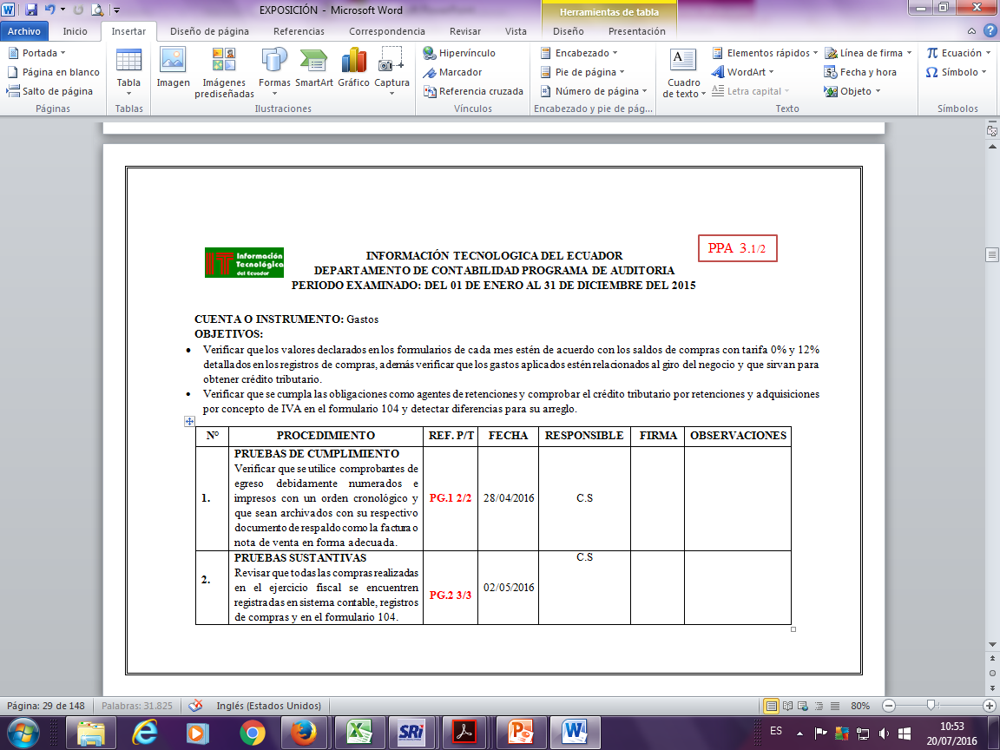 EXPOSICIÓN - Microsoft Word
Herramientas de tabla
Archivo Inicio Insertar Diseño de página Referencias Correspondencia Revisar Vista Diseño Presentación
Portada
Página en blanco
Salto de página
Páginas
Tabla
Tablas
Imagen
Imágenes
prediseñadas
Formas
SmartArt
Gráfico
Captura
Ilustraciones
Hipervínculo
Marcador
Referencia cruzada
Vínculos
Encabezado
Pie de página
Número de página
Encabezado y pie de pág...
Cuadro
de texto
Elementos rápidos
WordArt
Letra capital
Línea de firma
Fecha y hora
Objeto
Texto
Ecuación
Símbolo
Símbolos
PPA 3.1/2
IT Información
Tecnológica
del Ecuador
INFORMACIÓN TECNOLOGICA DEL ECUADOR
DEPARTAMENTO DE CONTABILIDAD PROGRAMA DE AUDITORIA
PERIODO EXAMINADO: DEL 01 DE ENERO AL 31 DE DICIEMBRE DEL 2015
CUENTA O INSTRUMENTO: Gastos
OBJETIVOS:
• Verificar que los valores declarados en los formularios de cada mes estén de acuerdo con los saldos de compras con tarifa 0% y 12%
detallados en los registros de compras, además verificar que los gastos aplicados estén relacionados al giro del negocio y que sirvan para
obtener crédito tributario.
• Verificar que se cumpla las obligaciones como agentes de retenciones y comprobar el crédito tributario por retenciones y adquisiciones
por concepto de IVA en el formulario 104 y detectar diferencias para su arreglo.
Nº PROCEDIMIENTO REF. P/T FECHA RESPONSIBLE FIRMA OBSERVACIONES
1.
PRUEBAS DE CUMPLIMIENTO
Verificar que se utilice comprobantes de
egreso debidamente numerados e
impresos con un orden cronológico y
que sean archivados con su respectivo
documento de respaldo como la factura o
nota de venta en forma adecuada.
PG.1 2/2
28/04/2016
C.S
2.
PRUEBAS SUSTANTIVAS
Revisar que todas las compras realizadas
en el ejercicio fiscal se encuentren
registradas en sistema contable, registros
de compras y en el formulario 104.
PG.2 3/3
02/05/2016
C.S
Página: 29 de 148 Palabras: 31.825 Inglés (Estados Unidos) 80%
SRi
ES
10:53
20/07/2016